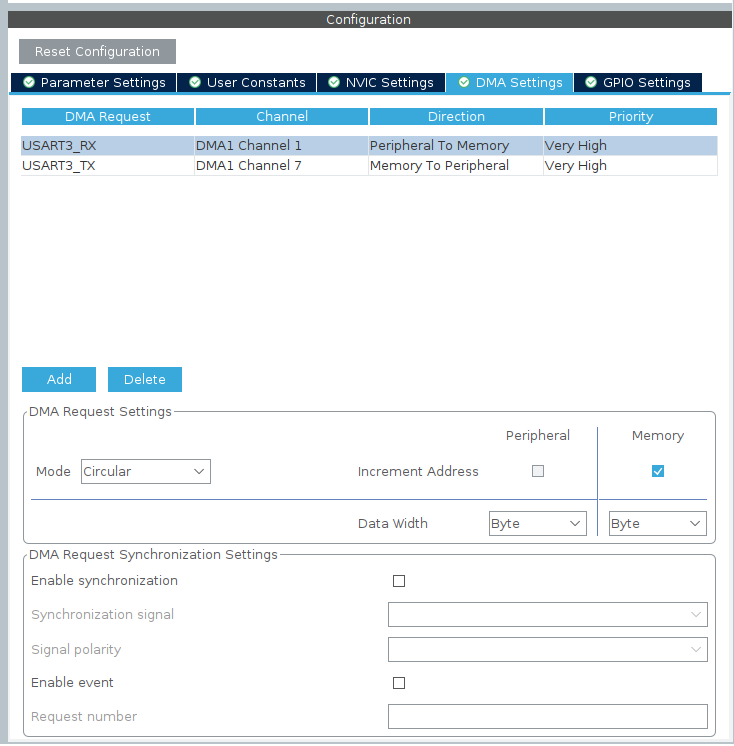 Configuration
Reset Configuration
Parameter Settings User Constants NVIC Settings DMA Settings GPIO Settings
DMA Request Channel Direction Priority
USART3_RX DMA1 Channel 1 Peripheral To Memory Very High
USART3_TX DMA1 Channel 7 Memory To Peripheral Very High
Add Delete
DMA Request Settings
Peripheral Memory
Mode Circular Increment Address
Data Width Byte Byte
DMA Request Synchronization Settings
Enable synchronization
Synchronization signal
Signal polarity
Enable event
Request number